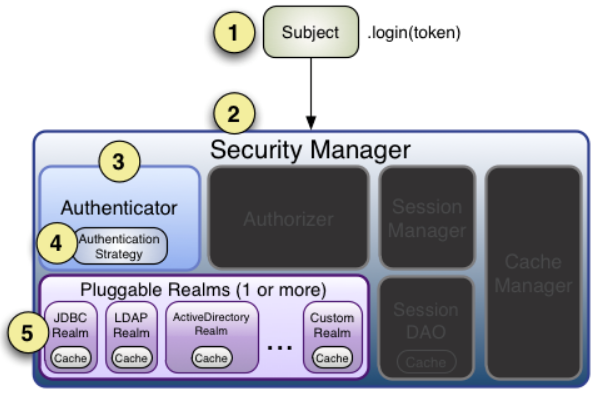 1
Subject
.login(token)
2
Security Manager
3
Authenticator
4
Authentication
Strategy
Authorizer
Session
Manager
Cache
Manager
Session
DAO
Cache
Pluggable Realms (1 or more)
5
JDBC
Realm
Cache
LDAP
Realm
Cache
ActiveDirectory
Realm
Cache
...
Custom
Realm
Cache